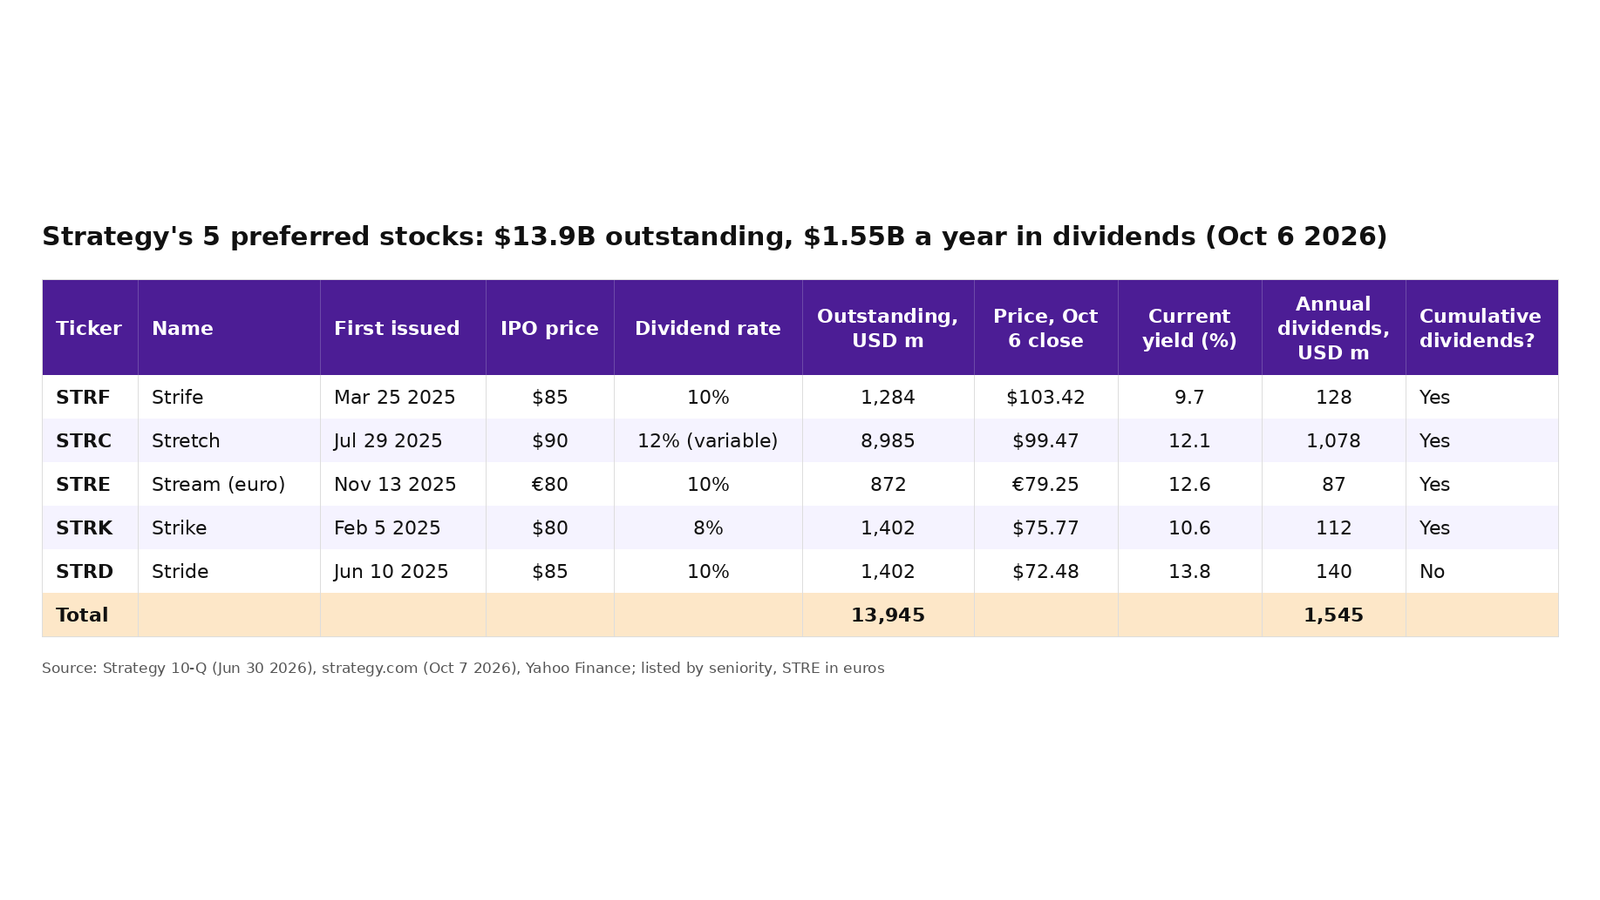 Strategy's 5 preferred stocks: $13.9B outstanding, $1.55B a year in dividends (Oct 6 2026)
Ticker Name First issued IPO price Dividend rate Outstanding, USD m Price, Oct 6 close Current yield (%) Annual dividends, USD m Cumulative dividends?
STRF Strife Mar 25 2025 $85 10% 1,284 $103.42 9.7 128 Yes
STRC Stretch Jul 29 2025 $90 12% (variable) 8,985 $99.47 12.1 1,078 Yes
STRE Stream (euro) Nov 13 2025 €80 10% 872 €79.25 12.6 87 Yes
STRK Strike Feb 5 2025 $80 8% 1,402 $75.77 10.6 112 Yes
STRD Stride Jun 10 2025 $85 10% 1,402 $72.48 13.8 140 No
Total 13,945 1,545
Source: Strategy 10-Q (Jun 30 2026), strategy.com (Oct 7 2026), Yahoo Finance; listed by seniority, STRE in euros